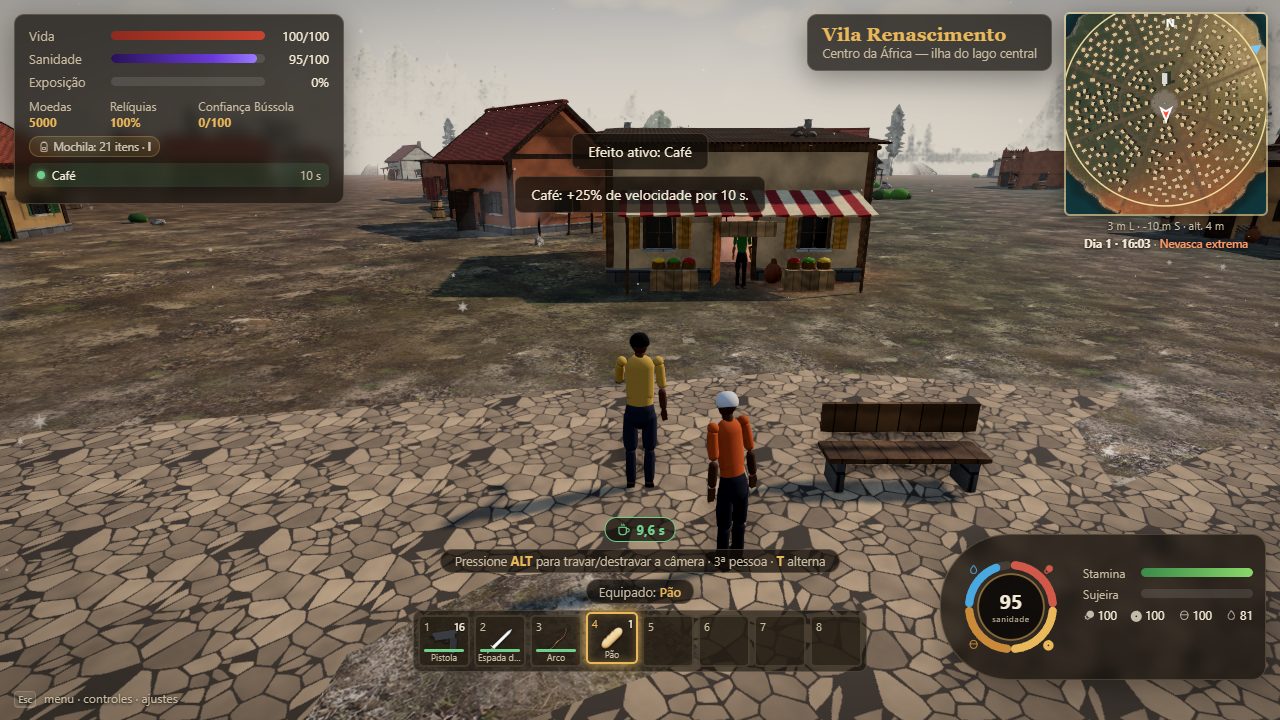 Vida 100/100
Sanidade 95/100
Exposição 0%
Moedas Relíquias Confiança Bússola
5000 100% 0/100
Mochila: 21 itens · I
Café 10 s
Vila Renascimento
Centro da África — ilha do lago central
N
3 m L · -10 m S · alt. 4 m
Dia 1 · 16:03 · Nevasca extrema
Efeito ativo: Café
Café: +25% de velocidade por 10 s.
9,6 s
Pressione ALT para travar/destravar a câmera · 3ª pessoa · T alterna
Equipado: Pão
1 16 2 3 4 1 5 6 7 8
Pistola Espada d... Arco Pão
95
sanidade
Stamina
Sujeira
100 100 100 81
Esc menu · controles · ajustes